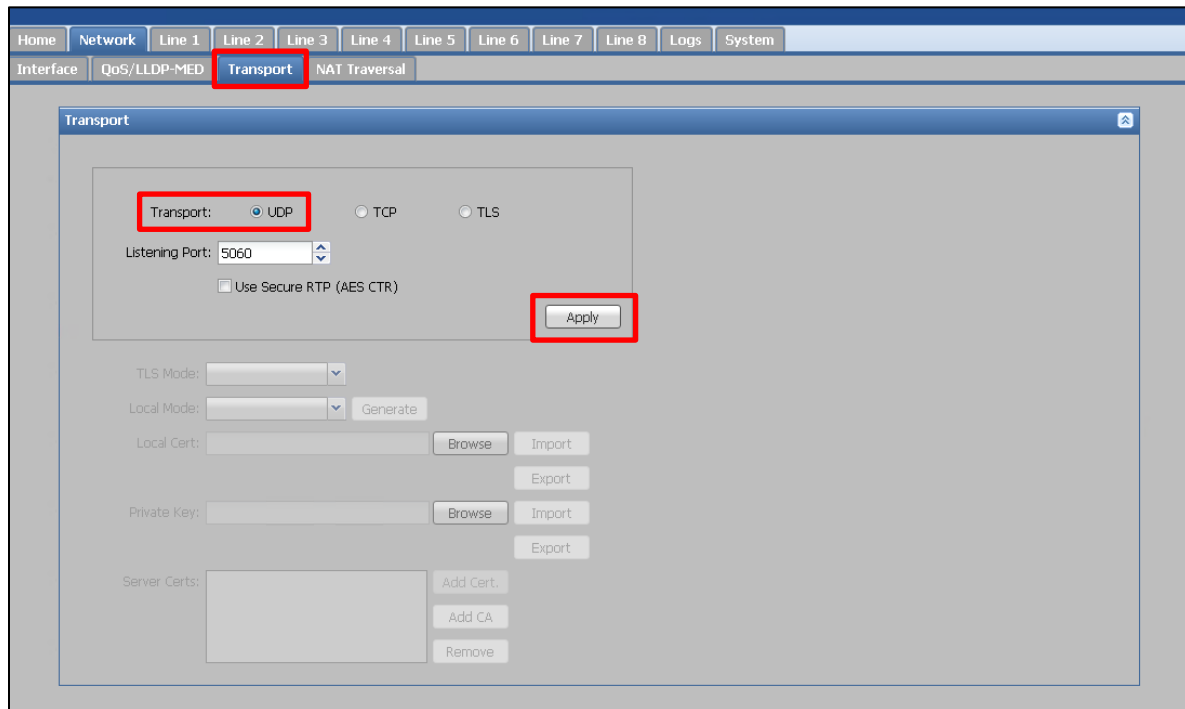 Home Network Line 1 Line 2 Line 3 Line 4 Line 5 Line 6 Line 7 Line 8 Logs System
Interface QoS/LLDP-MED Transport NAT Traversal
Transport
Transport: UDP TCP TLS
Listening Port: 5060
Use Secure RTP (AES CTR)
Apply
TLS Mode:
Local Mode: Generate
Local Cert: Browse Import
Export
Private Key: Browse Import
Export
Server Certs: Add Cert.
Add CA
Remove